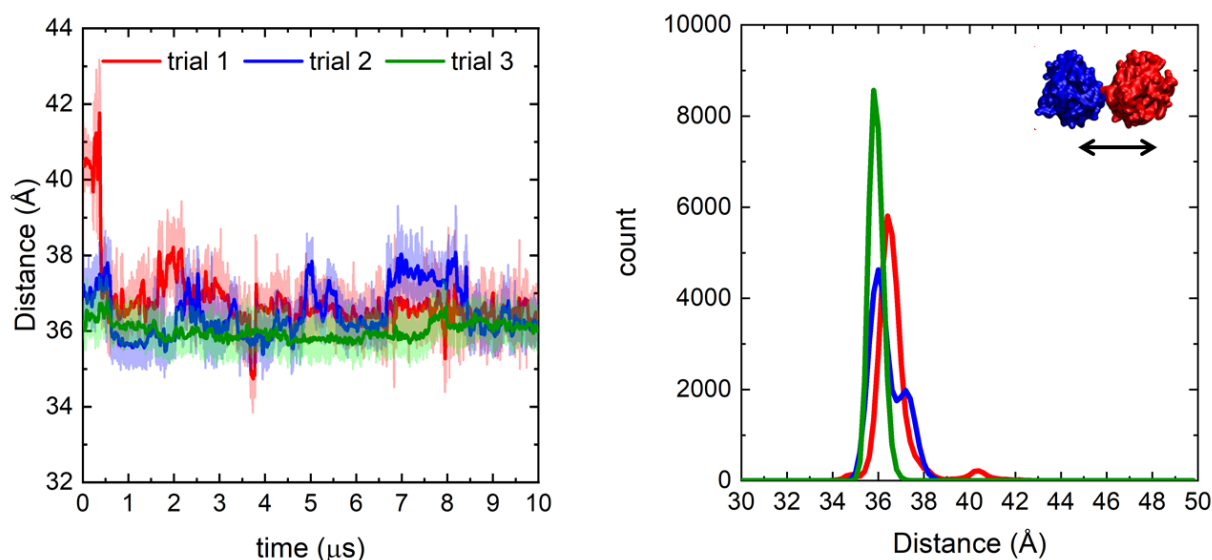 44
42
40
38
36
34
32
Distance (Å)
trial 1 trial 2 trial 3
0 1 2 3 4 5 6 7 8 9 10
time (μs)
10000
8000
6000
4000
2000
0
count
30 32 34 36 38 40 42 44 46 48 50
Distance (Å)